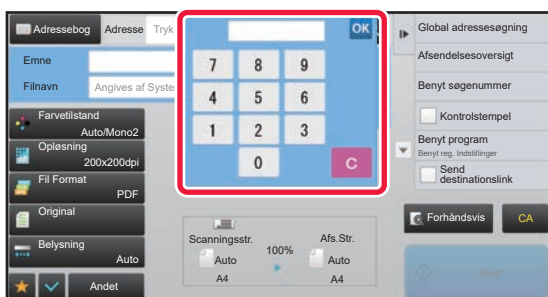 Adressebog
Adresse
Tryk
Emne
Filnavn
Angives af Syste
Farvetilstand
Auto/Mono2
Opløsning
200x200dpi
Fil Format
PDF
Original
Belysning
Auto
Andet
OK
7 8 9
4 5 6
1 2 3
0 C
Scanningsstr.
Auto
A4
100%
Afs.Str.
Auto
A4
Global adressesøgning
Afsendelsesoversigt
Benyt søgenummer
Kontrolstempel
Benyt program
Benyt reg. Indstillinger
Send
destinationslink
Forhåndsvis
CA
Start